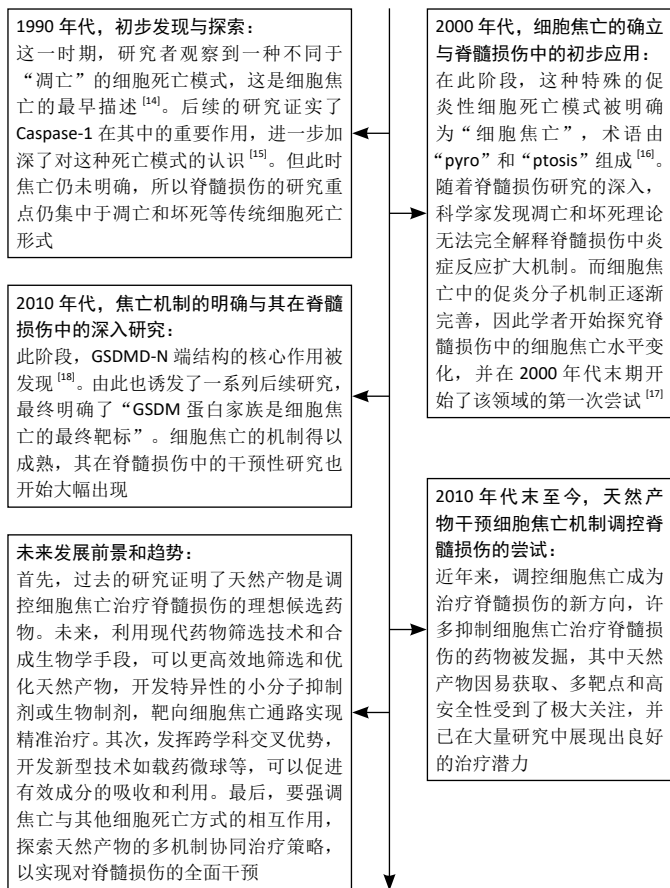 1990 年代，初步发现与探索：
这一时期，研究者观察到一种不同于
“凋亡”的细胞死亡模式，这是细胞焦
亡的最早描述 [14]。后续的研究证实了
Caspase-1 在其中的重要作用，进一步加
深了对这种死亡模式的认识 [15]。但此时
焦亡仍未明确，所以脊髓损伤的研究重
点仍集中于凋亡和坏死等传统细胞死亡
形式
2000 年代，细胞焦亡的确立
与脊髓损伤中的初步应用：
在此阶段，这种特殊的促
炎性细胞死亡模式被明确
为“细胞焦亡”，术语由
“pyro”和“ptosis”组成 [16]。
随着脊髓损伤研究的深入，
科学家发现凋亡和坏死理论
无法完全解释脊髓损伤中炎
症反应扩大机制。而细胞焦
亡中的促炎分子机制正逐渐
完善，因此学者开始探究脊
髓损伤中的细胞焦亡水平变
化，并在 2000 年代末期开
始了该领域的第一次尝试 [17]
2010 年代，焦亡机制的明确与其在脊髓
损伤中的深入研究：
此阶段，GSDMD-N 端结构的核心作用被
发现 [18]。由此也诱发了一系列后续研究，
最终明确了“GSDM 蛋白家族是细胞焦
亡的最终靶标”。细胞焦亡的机制得以
成熟，其在脊髓损伤中的干预性研究也
开始大幅出现
2010 年代末至今，天然产
物干预细胞焦亡机制调控脊
髓损伤的尝试：
近年来，调控细胞焦亡成为
治疗脊髓损伤的新方向，许
多抑制细胞焦亡治疗脊髓损
伤的药物被发掘，其中天然
产物因易获取、多靶点和高
安全性受到了极大关注，并
已在大量研究中展现出良好
的治疗潜力
未来发展前景和趋势：
首先，过去的研究证明了天然产物是调
控细胞焦亡治疗脊髓损伤的理想候选药
物。未来，利用现代药物筛选技术和合
成生物学手段，可以更高效地筛选和优
化天然产物，开发特异性的小分子抑制
剂或生物制剂，靶向细胞焦亡通路实现
精准治疗。其次，发挥跨学科交叉优势，
开发新型技术如载药微球等，可以促进
有效成分的吸收和利用。最后，要强调
焦亡与其他细胞死亡方式的相互作用，
探索天然产物的多机制协同治疗策略，
以实现对脊髓损伤的全面干预